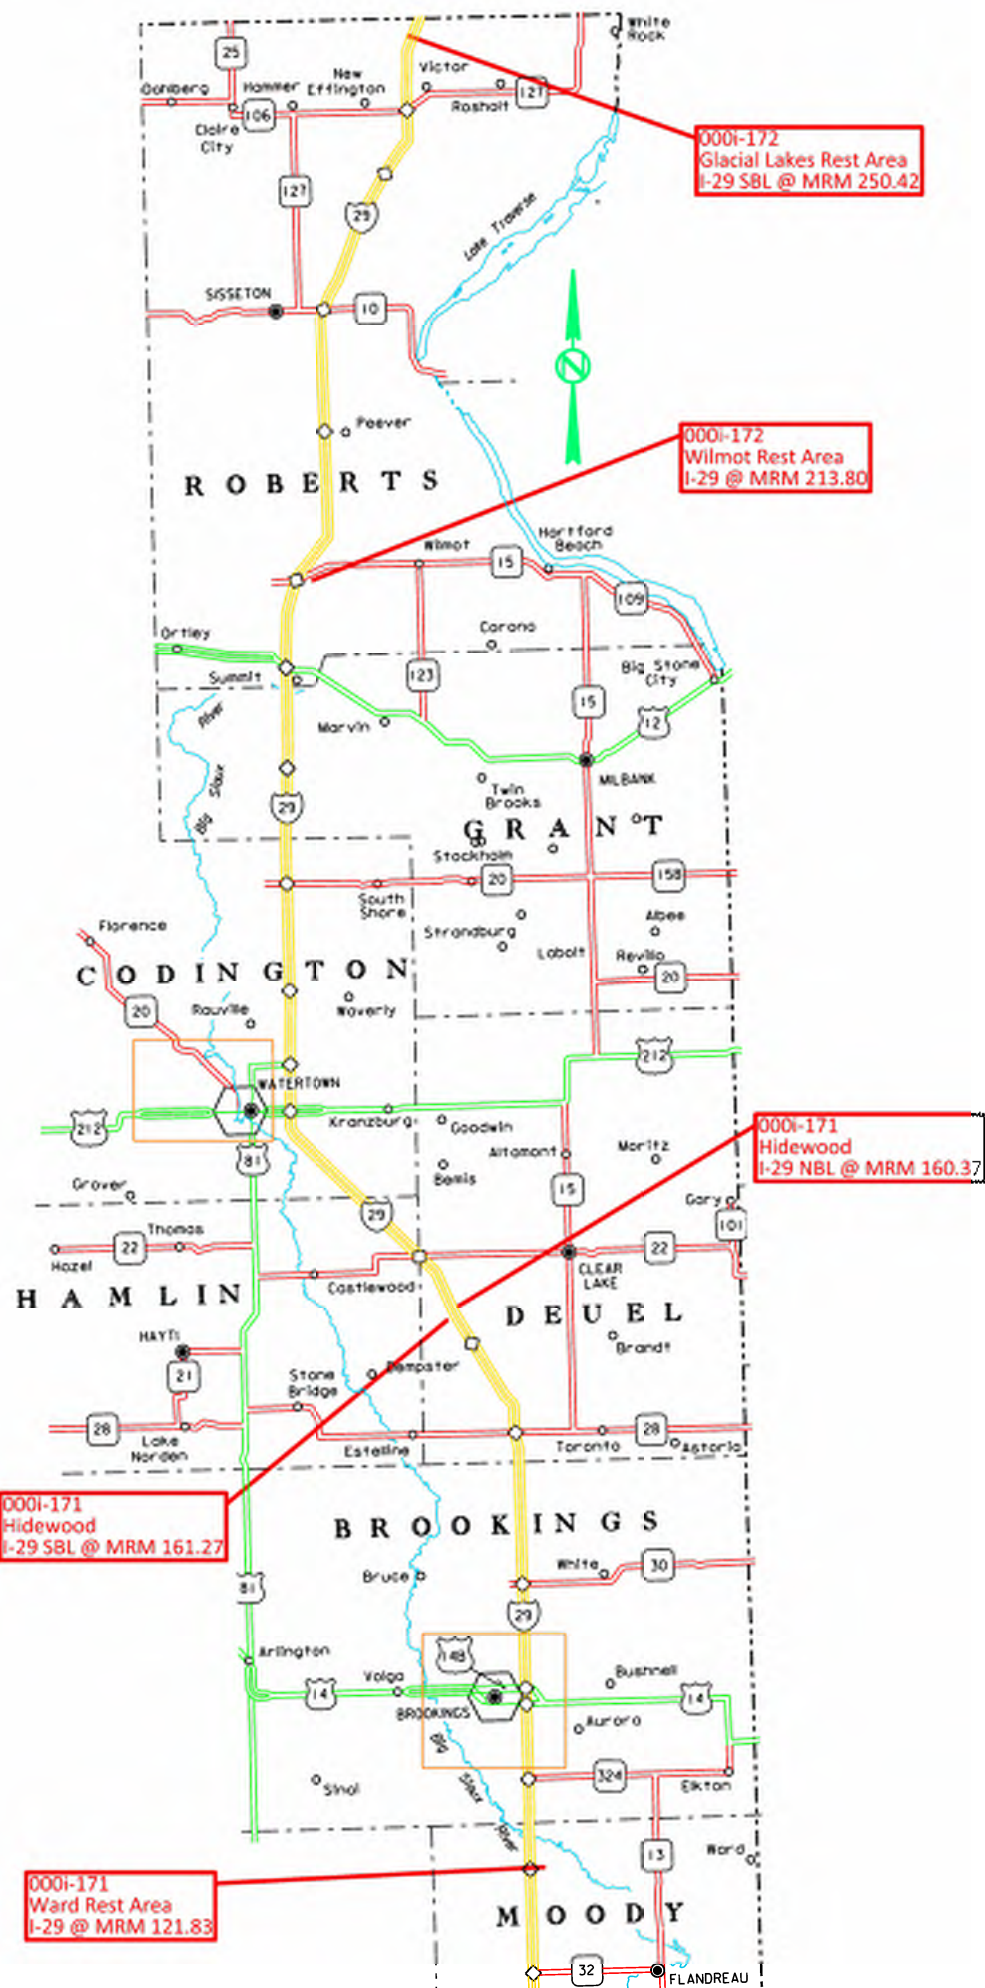 White
Rock
25
Victor
New
Effington
Hammer
Dahlberg
127
Rosholt
106
Claire
City
000i-172
Glacial Lakes Rest Area
I-29 SBL @ MRM 250.42
127
29
Lake Traverse
SISSETON
10
N
Peever
000i-172
Wilmot Rest Area
I-29 @ MRM 213.80
ROBERTS
Hartford
Beach
Wilmot
15
109
Ortley
Corona
Big Stone
City
Summit
123
15
12
River
Marvin
Sioux
MILBANK
Twin
Brooks
29
Big
GRANT
Stockholm
20
158
South
Shore
Albee
Florence
Strandburg
Labolt
Revillo
20
CODINGTON
20
Rauville
Waverly
212
WATERTOWN
212
Kranzburg
Goodwin
000i-171
Hidewood
I-29 NBL @ MRM 160.37
81
Altamont
Moritz
Bemis
Grover
15
Gary
29
101
Thomas
22
22
Hazel
CLEAR
LAKE
Castlewood
HAMLIN
DEUEL
HAYTI
Brandt
Dempster
21
Stone
Bridge
28
28
Lake
Norden
Estelline
Toronto
Astoria
000i-171
Hidewood
I-29 SBL @ MRM 161.27
BROOKINGS
White
30
Bruce
81
29
Arlington
14B
Bushnell
Volga
14
14
BROOKINGS
Aurora
Big
324
Sinai
Sioux
Elkton
River
13
Ward
000i-171
Ward Rest Area
I-29 @ MRM 121.83
MOODY
32
FLANDREAU